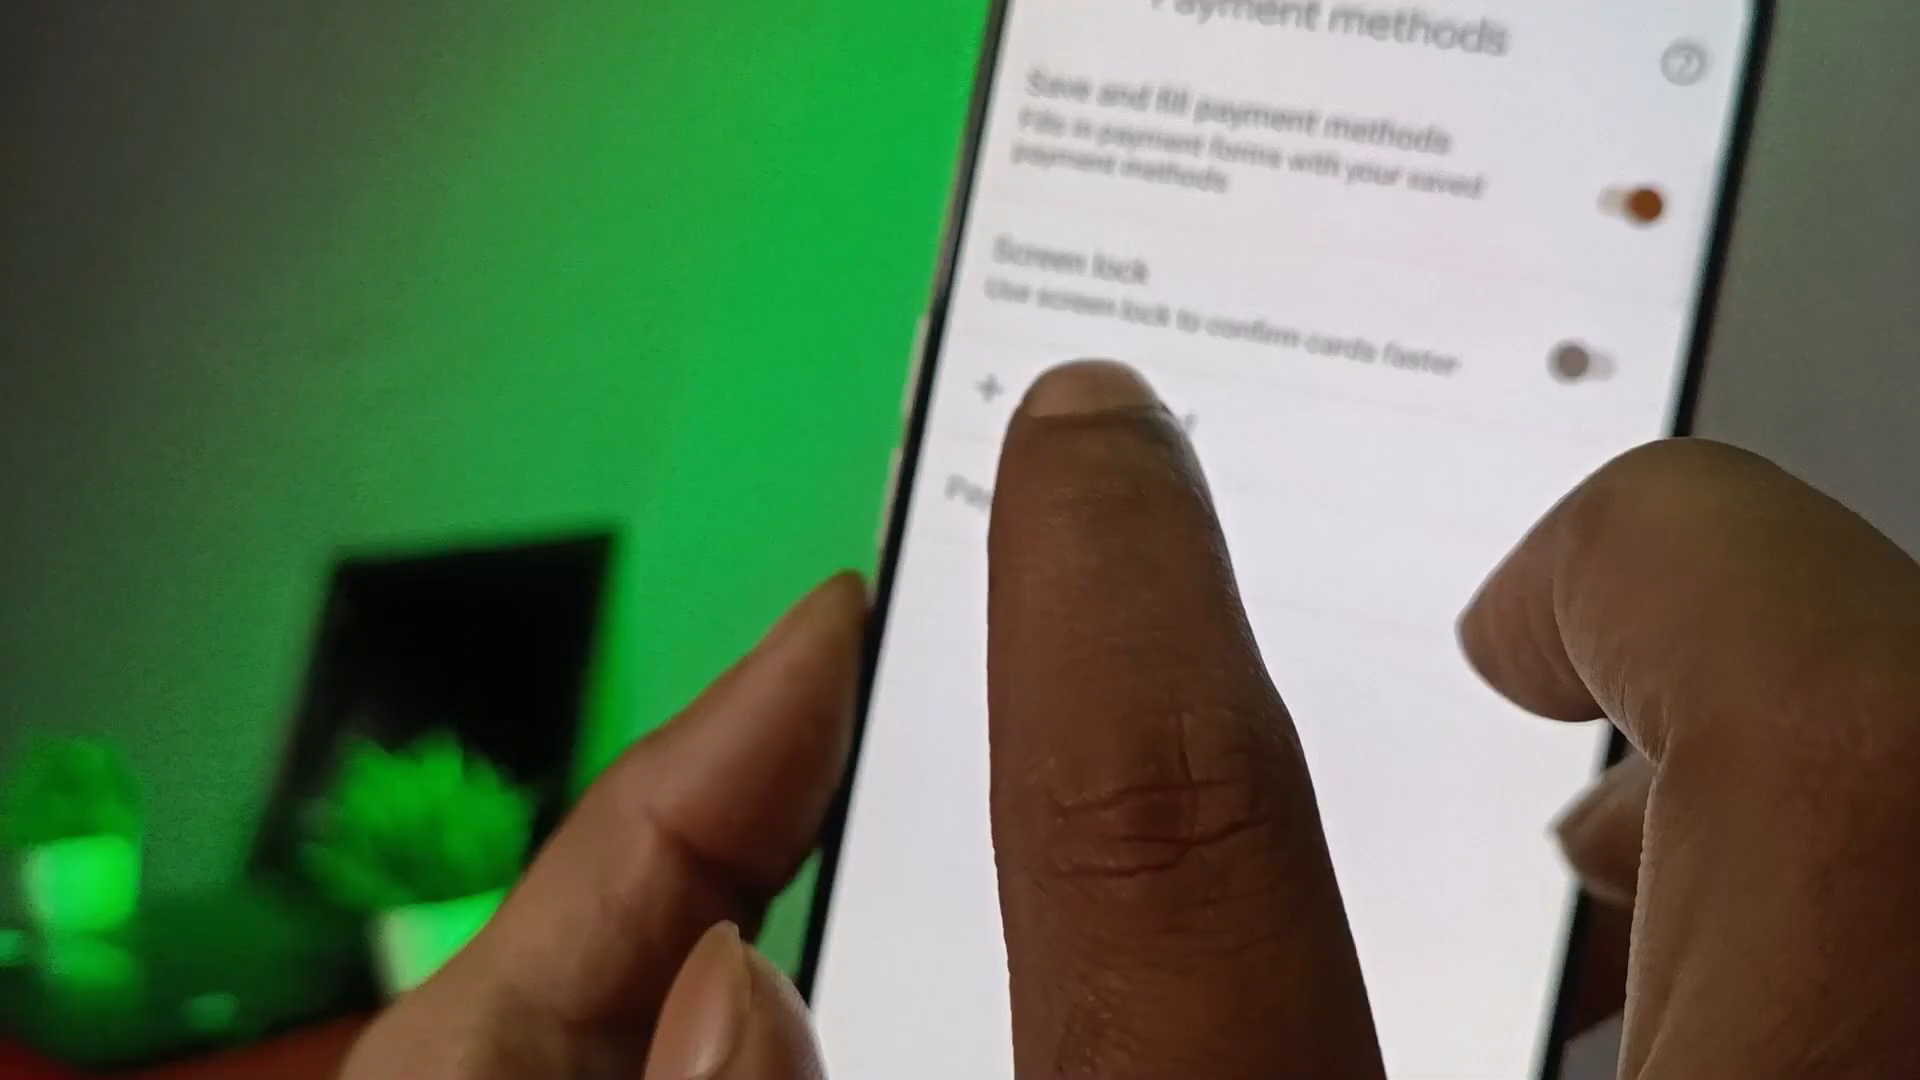 Payment methods
Save and fill payment methods
Fills in payment forms with your saved
payment methods
Screen lock
Use screen lock to confirm cards faster
+